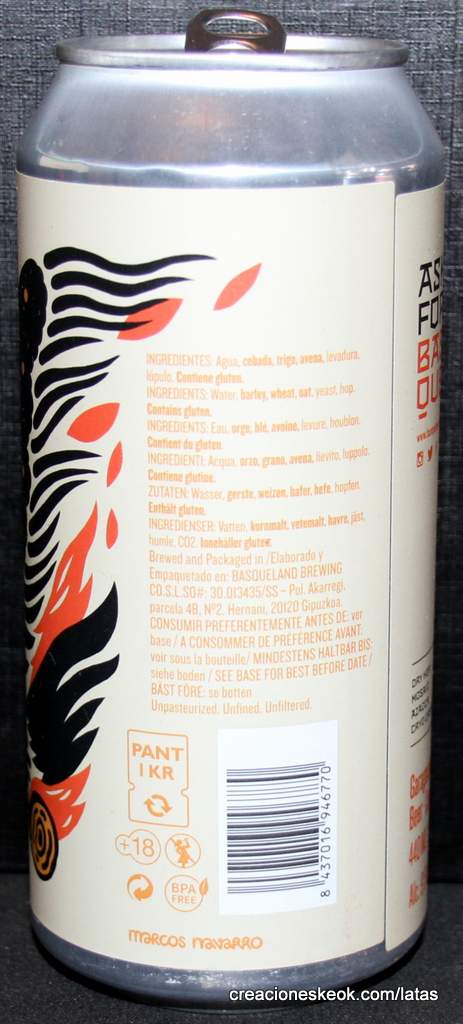 INGREDIENTES: Agua, cebada, trigo, avena, levadura,
lúpulo. Contiene gluten.
INGREDIENTS: Water, barley, wheat, oat, yeast, hop.
Contains gluten.
INGREDIENTS: Eau, orge, blé, avoine, levure, houblon.
Contient du gluten.
INGREDIENTI: Acqua, orzo, grano, avena, lievito, luppolo.
Contiene glutine.
ZUTATEN: Wasser, gerste, weizen, hafer, hefe, hopfen.
Enthält gluten.
INGREDIENSER: Vatten, kornmalt, vetemalt, havre, jäst,
humle, CO2. Innehåller gluten.
Brewed and Packaged in /Elaborado y
Empaquetado en: BASQUELAND BREWING
CO.S.L.SG#: 30.013435/SS – Pol. Akarregi,
parcela 4B, Nº2. Hernani, 20120 Gipuzkoa.
CONSUMIR PREFERENTEMENTE ANTES DE: ver
base / A CONSOMMER DE PRÉFÉRENCE AVANT.
voir sous la bouteille/ MINDESTENS HALTBAR BIS:
siehe boden / SEE BASE FOR BEST BEFORE DATE /
BÄST FÖRE: se botten
Unpasteurized. Unfined. Unfiltered.
PANT
1 KR
+18
BPA
FREE
8 437016 946770
marcos navarro
AS
FO
BA
QU
DRY
creacioneskeok.com/latas